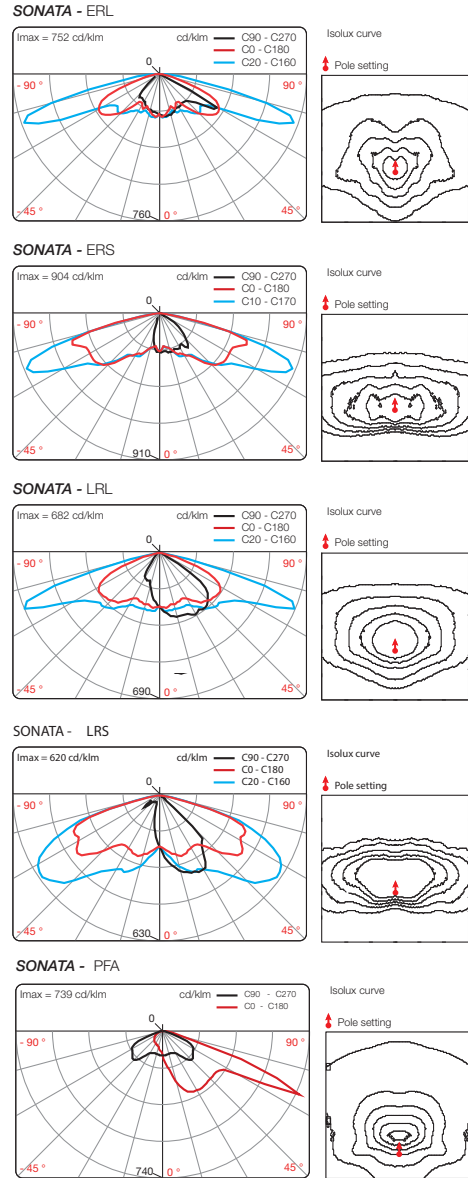 SONATA - ERL
Imax = 752 cd/klm cd/klm C90 - C270
C0 - C180
C20 - C160
0
- 90 ° 90 °
- 45 ° 760 0 ° 45 °
Isolux curve
Pole setting
SONATA - ERS
Imax = 904 cd/klm cd/klm C90 - C270
C0 - C180
C10 - C170
0
- 90 ° 90 °
- 45 ° 910 0 ° 45 °
Isolux curve
Pole setting
SONATA - LRL
Imax = 682 cd/klm cd/klm C90 - C270
C0 - C180
C20 - C160
0
- 90 ° 90 °
- 45 ° 690 0 ° 45 °
Isolux curve
Pole setting
SONATA - LRS
Imax = 620 cd/klm cd/klm C90 - C270
C0 - C180
C20 - C160
0
- 90 ° 90 °
- 45 ° 630 0 ° 45 °
Isolux curve
Pole setting
SONATA - PFA
Imax = 739 cd/klm cd/klm C90 - C270
C0 - C180
0
- 90 ° 90 °
- 45 ° 740 0 ° 45 °
Isolux curve
Pole setting